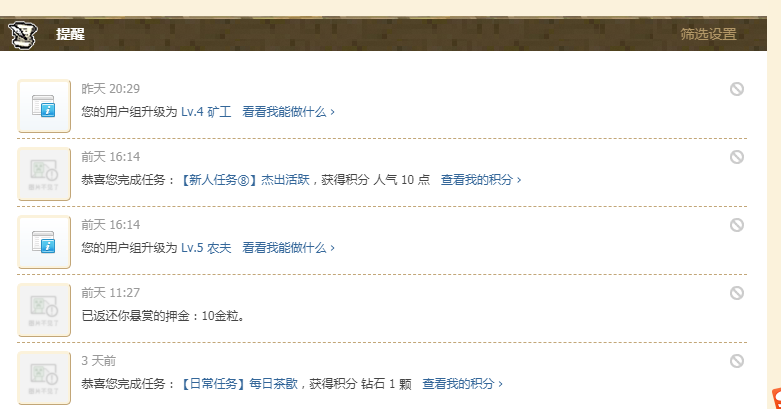 提醒
筛选设置
昨天 20:29
您的用户组升级为 Lv.4 矿工 看看我能做什么 ›
前天 16:14
恭喜您完成任务：【新人任务⑧】杰出活跃，获得积分 人气 10 点 查看我的积分 ›
前天 16:14
您的用户组升级为 Lv.5 农夫 看看我能做什么 ›
前天 11:27
已返还你悬赏的押金：10金粒。
3 天前
恭喜您完成任务：【日常任务】每日茶歇，获得积分 钻石 1 颗 查看我的积分 ›